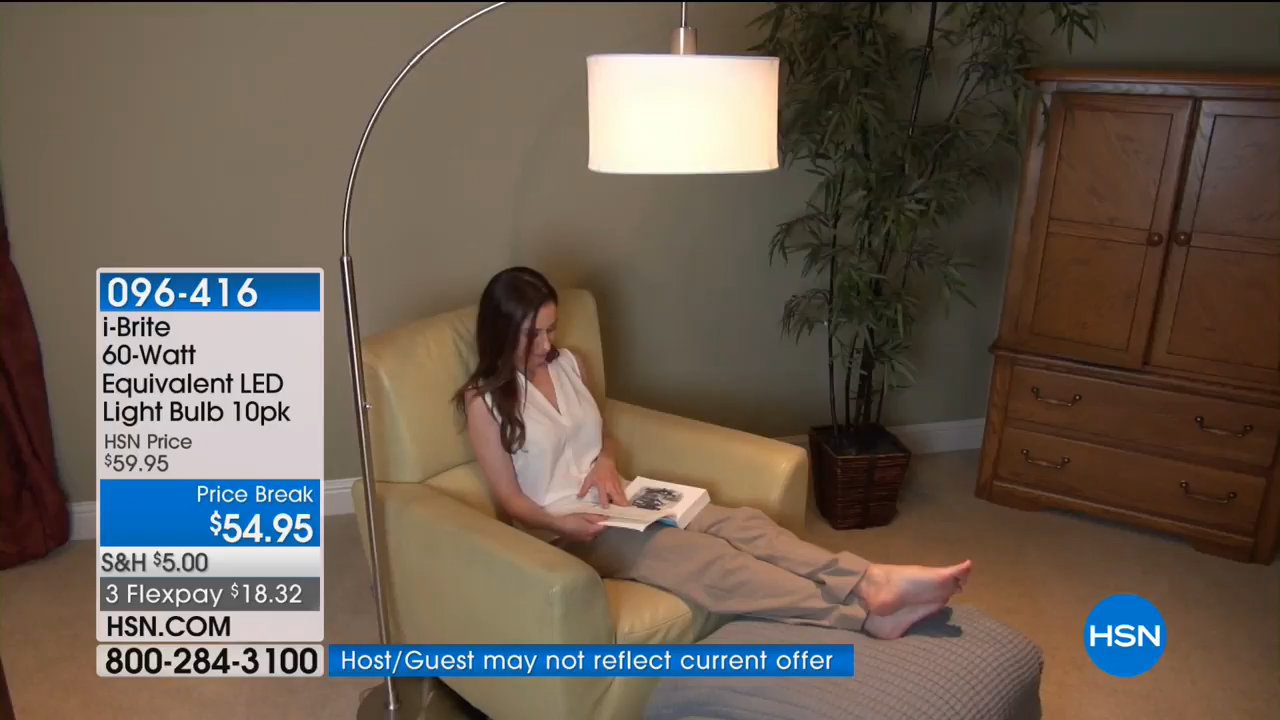 096-416
i-Brite
60-Watt
Equivalent LED
Light Bulb 10pk
HSN Price
$59.95
Price Break
$54.95
S&H $5.00
3 Flexpay $18.32
HSN.COM
800-284-3100
Host/Guest may not reflect current offer
HSN